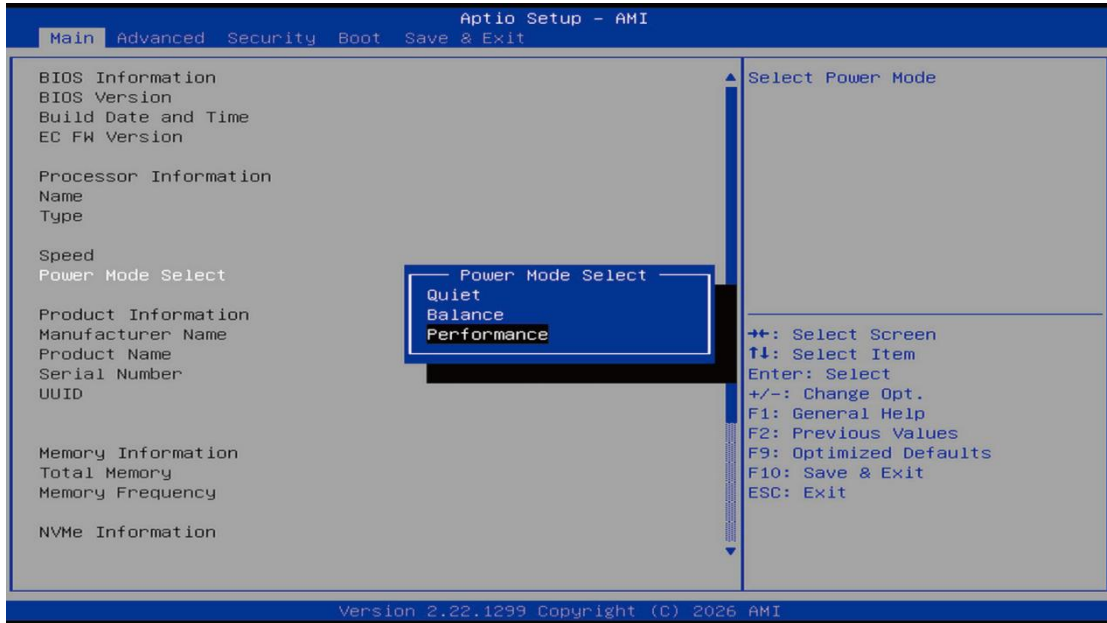 Aptio Setup – AMI
Main Advanced Security Boot Save & Exit
BIOS Information
BIOS Version
Build Date and Time
EC FW Version
Processor Information
Name
Type
Speed
Power Mode Select
Product Information
Manufacturer Name
Product Name
Serial Number
UUID
Memory Information
Total Memory
Memory Frequency
NVMe Information
Power Mode Select
Quiet
Balance
Performance
Select Power Mode
→←: Select Screen
↑↓: Select Item
Enter: Select
+/-: Change Opt.
F1: General Help
F2: Previous Values
F9: Optimized Defaults
F10: Save & Exit
ESC: Exit
Version 2.22.1299 Copyright (C) 2026 AMI